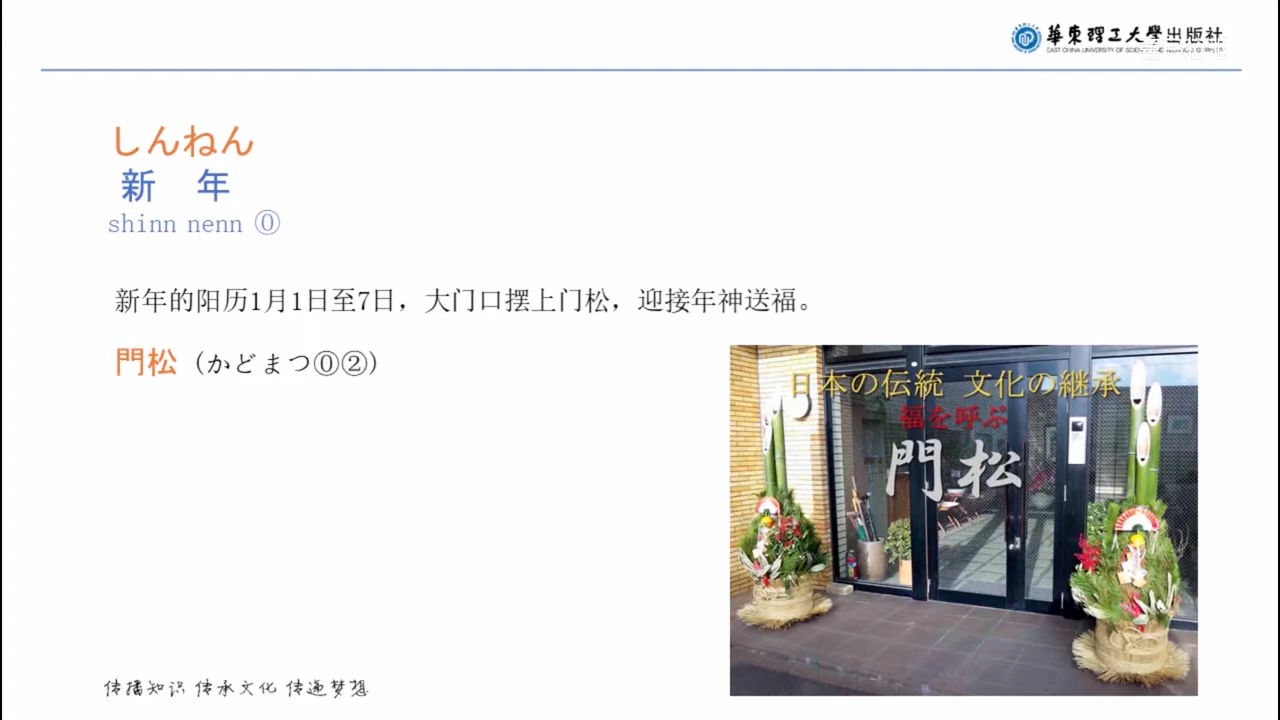 華東理工大學出版社
しんねん
新 年
shinn nenn ⓪
新年的阳历1月1日至7日，大门口摆上门松，迎接年神送福。
門松（かどまつ⓪②）
日本の伝統 文化の継承
福を呼ぶ
門松
传播知识 传承文化 传递梦想